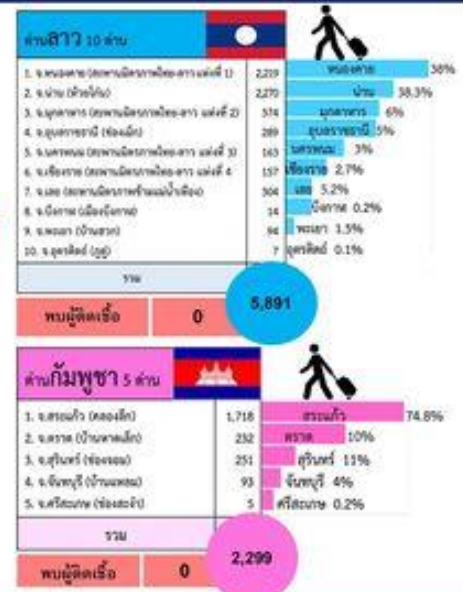 ด่านลาว 10 ด่าน
1. จ.หนองคาย (สะพานมิตรภาพไทย-ลาว แห่งที่ 1) 2,219 หนองคาย 38%
2. จ.น่าน (ห้วยโก๋น) 2,270 น่าน 38.3%
3. จ.มุกดาหาร (สะพานมิตรภาพไทย-ลาว แห่งที่ 2) 374 มุกดาหาร 6%
4. จ.อุบลราชธานี (ช่องเม็ก) 289 อุบลราชธานี 5%
5. จ.นครพนม (สะพานมิตรภาพไทย-ลาว แห่งที่ 3) 163 นครพนม 3%
6. จ.เชียงราย (สะพานมิตรภาพไทย-ลาว แห่งที่ 4 157 เชียงราย 2.7%
7. จ.เลย (สะพานมิตรภาพข้ามแม่น้ำเหือง) 304 เลย 5.2%
8. จ.บึงกาฬ (เมืองบึงกาฬ) 14 บึงกาฬ 0.2%
9. จ.พะเยา (บ้านฮวก) 94 พะเยา 1.5%
10. จ.อุตรดิตถ์ (ภูดู่) 7 อุตรดิตถ์ 0.1%
รวม
5,891
พบผู้ติดเชื้อ 0
ด่านกัมพูชา 5 ด่าน
1. จ.สระแก้ว (คลองลึก) 1,718 สระแก้ว 74.8%
2. จ.ตราด (บ้านหาดเล็ก) 232 ตราด 10%
3. จ.สุรินทร์ (ช่องจอม) 251 สุรินทร์ 11%
4. จ.จันทบุรี (บ้านแหลม) 93 จันทบุรี 4%
5. จ.ศรีสะเกษ (ช่องสะงำ) 5 ศรีสะเกษ 0.2%
รวม
2,299
พบผู้ติดเชื้อ 0